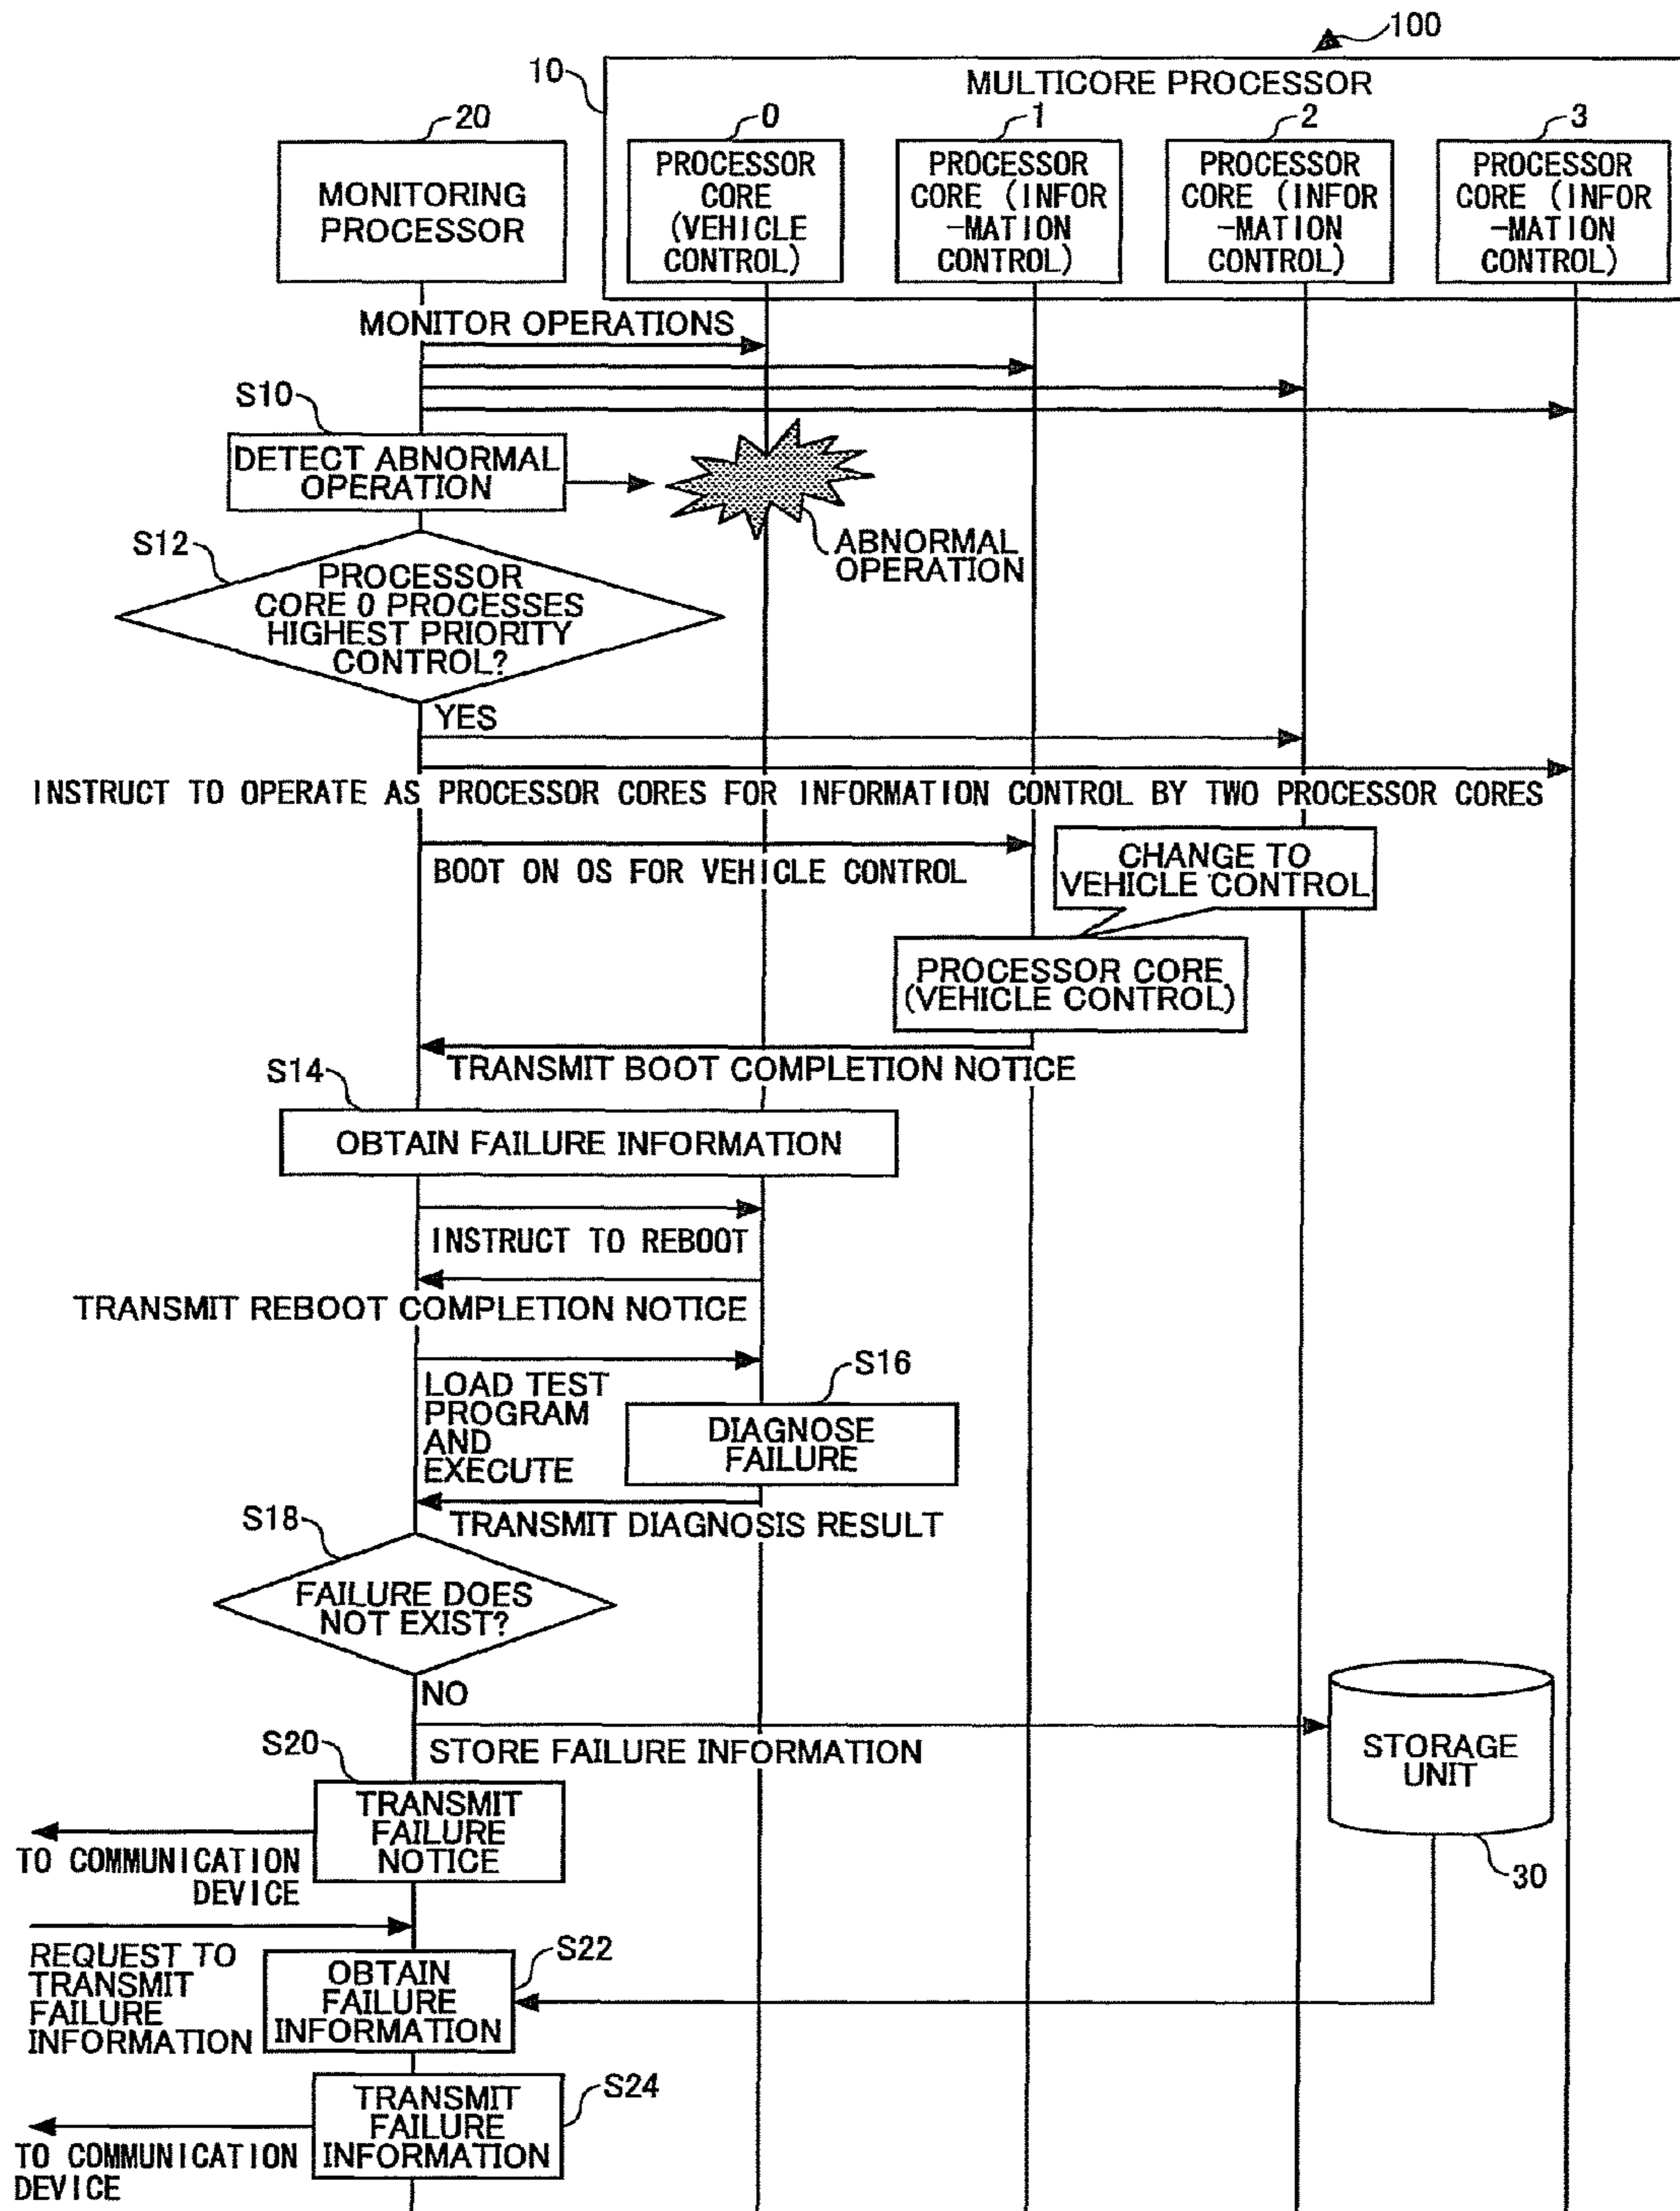 100
10
MULTICORE PROCESSOR
20
0
1
2
3
MONITORING
PROCESSOR
PROCESSOR
CORE
(VEHICLE
CONTROL)
PROCESSOR
CORE (INFOR
-MATION
CONTROL)
PROCESSOR
CORE (INFOR
-MATION
CONTROL)
PROCESSOR
CORE (INFOR
-MATION
CONTROL)
MONITOR OPERATIONS
S10
DETECT ABNORMAL
OPERATION
ABNORMAL
OPERATION
S12
PROCESSOR
CORE 0 PROCESSES
HIGHEST PRIORITY
CONTROL?
YES
INSTRUCT TO OPERATE AS PROCESSOR CORES FOR INFORMATION CONTROL BY TWO PROCESSOR CORES
BOOT ON OS FOR VEHICLE CONTROL
CHANGE TO
VEHICLE CONTROL
PROCESSOR CORE
(VEHICLE CONTROL)
TRANSMIT BOOT COMPLETION NOTICE
S14
OBTAIN FAILURE INFORMATION
INSTRUCT TO REBOOT
TRANSMIT REBOOT COMPLETION NOTICE
LOAD TEST
PROGRAM
AND
EXECUTE
S16
DIAGNOSE
FAILURE
TRANSMIT DIAGNOSIS RESULT
S18
FAILURE DOES
NOT EXIST?
NO
STORE FAILURE INFORMATION
STORAGE
UNIT
30
S20
TRANSMIT
FAILURE
NOTICE
TO COMMUNICATION
DEVICE
REQUEST TO
TRANSMIT
FAILURE
INFORMATION
S22
OBTAIN
FAILURE
INFORMATION
S24
TRANSMIT
FAILURE
INFORMATION
TO COMMUNICATION
DEVICE